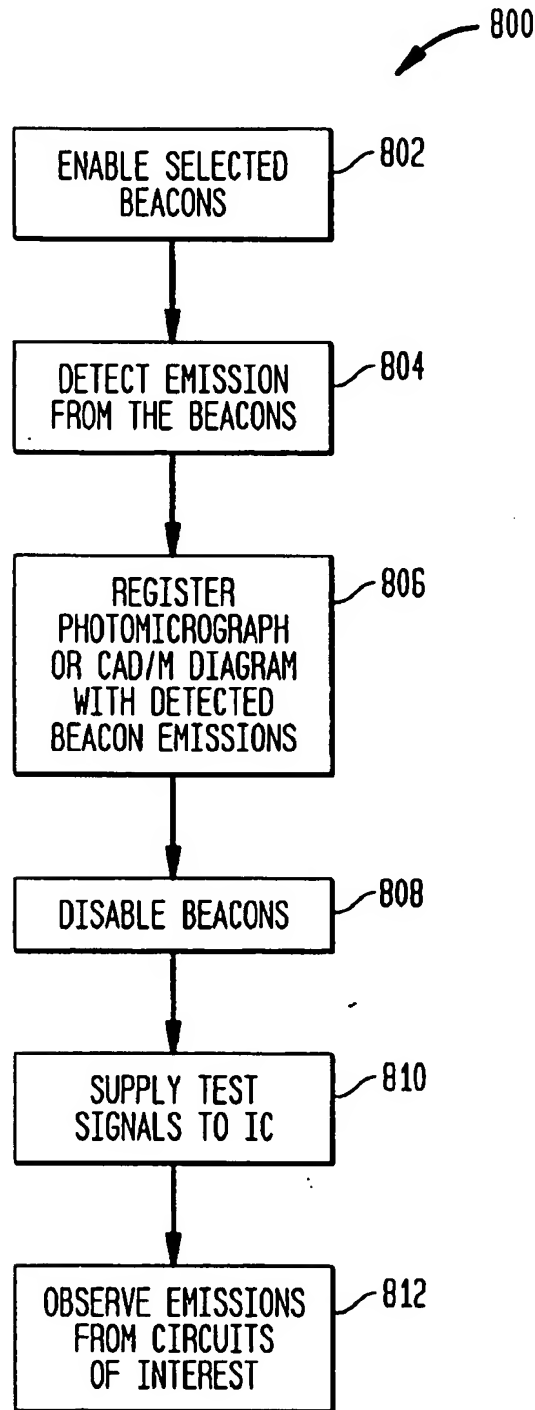 800
802
ENABLE SELECTED
BEACONS
804
DETECT EMISSION
FROM THE BEACONS
806
REGISTER
PHOTOMICROGRAPH
OR CAD/M DIAGRAM
WITH DETECTED
BEACON EMISSIONS
808
DISABLE BEACONS
810
SUPPLY TEST
SIGNALS TO IC
812
OBSERVE EMISSIONS
FROM CIRCUITS
OF INTEREST